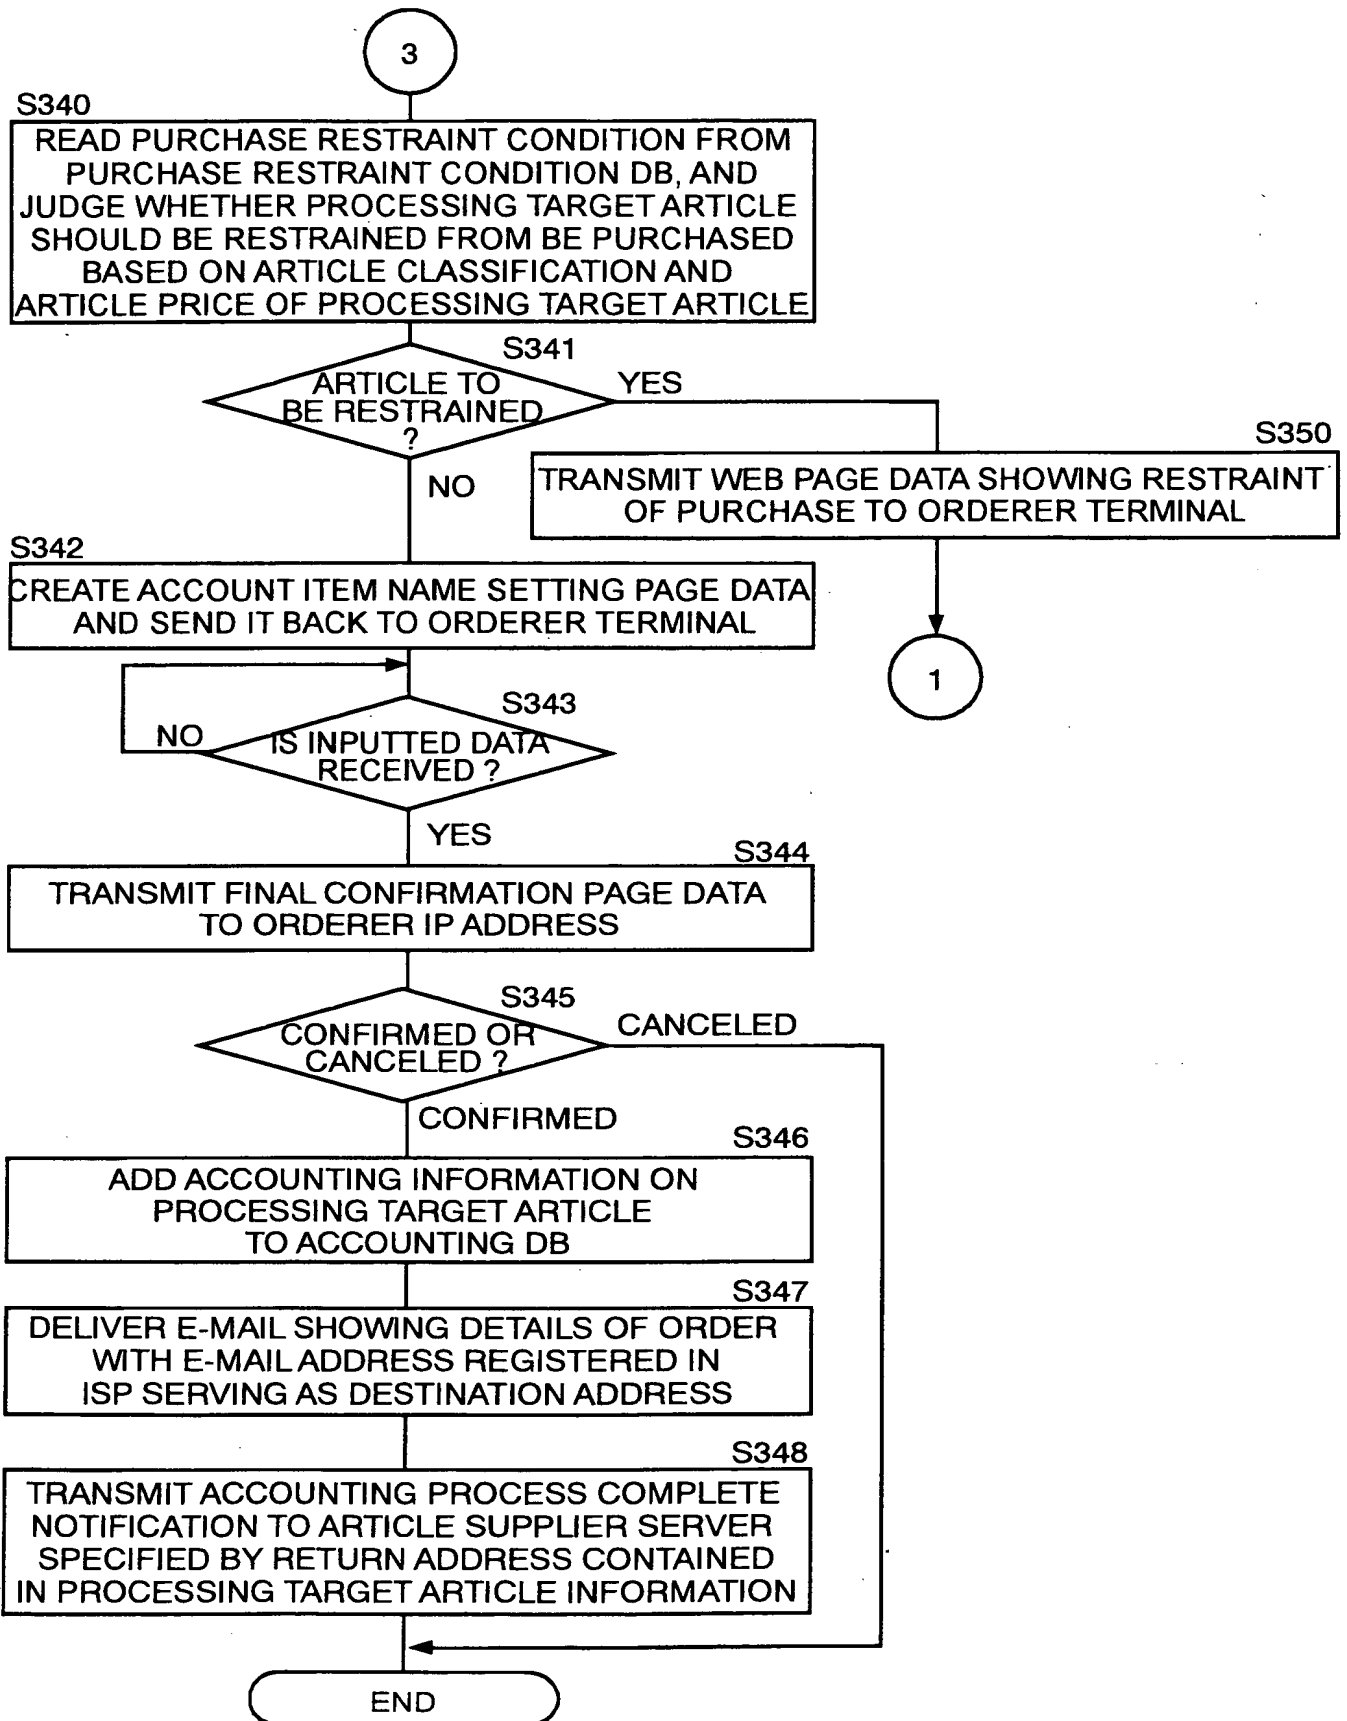 3
S340
READ PURCHASE RESTRAINT CONDITION FROM
PURCHASE RESTRAINT CONDITION DB, AND
JUDGE WHETHER PROCESSING TARGET ARTICLE
SHOULD BE RESTRAINED FROM BE PURCHASED
BASED ON ARTICLE CLASSIFICATION AND
ARTICLE PRICE OF PROCESSING TARGET ARTICLE
S341
ARTICLE TO
BE RESTRAINED
?
YES
NO
S350
TRANSMIT WEB PAGE DATA SHOWING RESTRAINT
OF PURCHASE TO ORDERER TERMINAL
1
S342
CREATE ACCOUNT ITEM NAME SETTING PAGE DATA
AND SEND IT BACK TO ORDERER TERMINAL
S343
NO
IS INPUTTED DATA
RECEIVED ?
YES
S344
TRANSMIT FINAL CONFIRMATION PAGE DATA
TO ORDERER IP ADDRESS
S345
CONFIRMED OR
CANCELED ?
CANCELED
CONFIRMED
S346
ADD ACCOUNTING INFORMATION ON
PROCESSING TARGET ARTICLE
TO ACCOUNTING DB
S347
DELIVER E-MAIL SHOWING DETAILS OF ORDER
WITH E-MAIL ADDRESS REGISTERED IN
ISP SERVING AS DESTINATION ADDRESS
S348
TRANSMIT ACCOUNTING PROCESS COMPLETE
NOTIFICATION TO ARTICLE SUPPLIER SERVER
SPECIFIED BY RETURN ADDRESS CONTAINED
IN PROCESSING TARGET ARTICLE INFORMATION
END